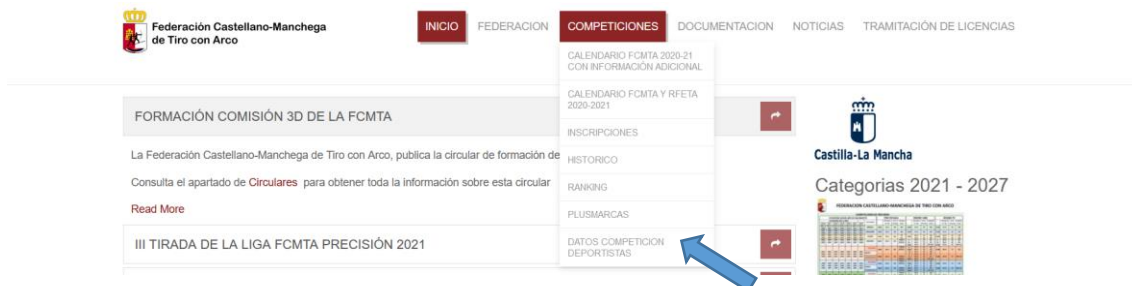 Federación Castellano-Manchega
de Tiro con Arco
INICIO FEDERACION COMPETICIONES DOCUMENTACION NOTICIAS TRAMITACIÓN DE LICENCIAS
CALENDARIO FCMTA 2020-21
CON INFORMACIÓN ADICIONAL
CALENDARIO FCMTA Y RFETA
2020-2021
INSCRIPCIONES
HISTORICO
RANKING
PLUSMARCAS
DATOS COMPETICION
DEPORTISTAS
FORMACIÓN COMISIÓN 3D DE LA FCMTA
La Federación Castellano-Manchega de Tiro con Arco, publica la circular de formación de
Consulta el apartado de Circulares para obtener toda la información sobre esta circular
Read More
III TIRADA DE LA LIGA FCMTA PRECISIÓN 2021
Castilla-La Mancha
Categorias 2021 - 2027
FEDERACION CASTELLANO-MANCHEGA DE TIRO CON ARCO